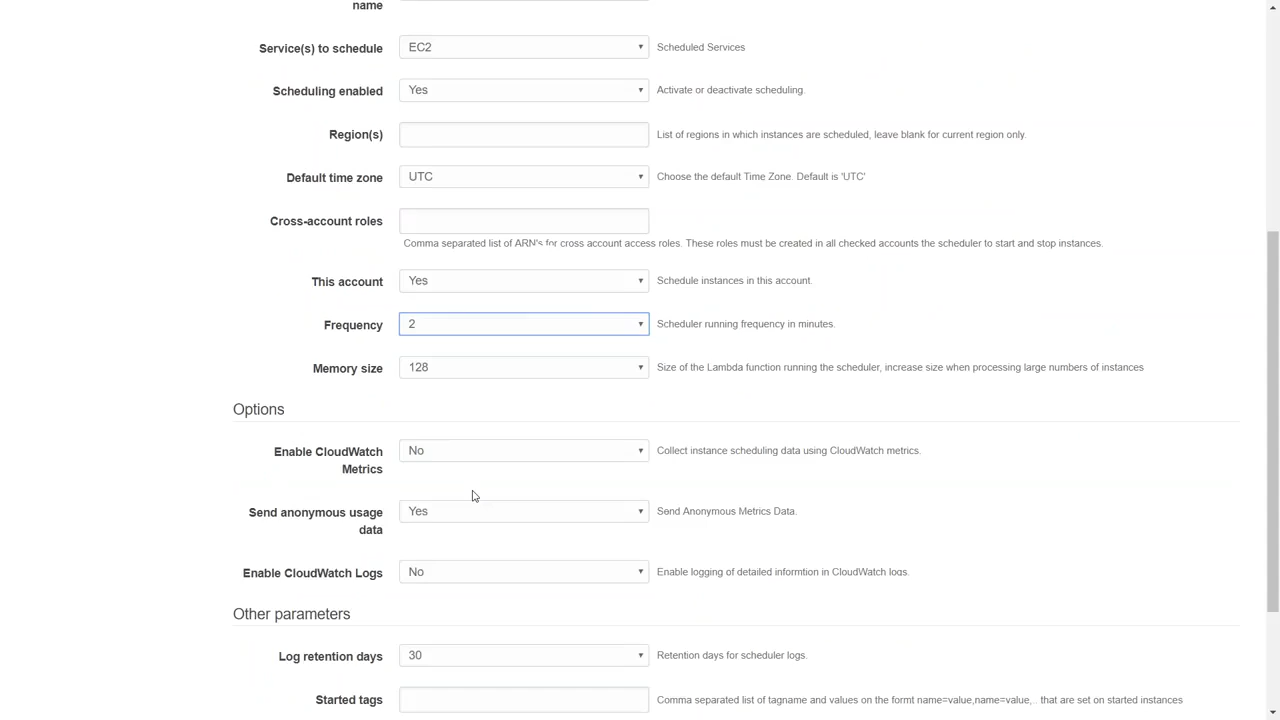 name
Service(s) to schedule EC2 Scheduled Services
Scheduling enabled Yes Activate or deactivate scheduling.
Region(s) List of regions in which instances are scheduled, leave blank for current region only.
Default time zone UTC Choose the default Time Zone. Default is 'UTC'
Cross-account roles
Comma separated list of ARN's for cross account access roles. These roles must be created in all checked accounts the scheduler to start and stop instances.
This account Yes Schedule instances in this account.
Frequency 2 Scheduler running frequency in minutes.
Memory size 128 Size of the Lambda function running the scheduler, increase size when processing large numbers of instances
Options
Enable CloudWatch
Metrics No Collect instance scheduling data using CloudWatch metrics.
Send anonymous usage
data Yes Send Anonymous Metrics Data.
Enable CloudWatch Logs No Enable logging of detailed informtion in CloudWatch logs.
Other parameters
Log retention days 30 Retention days for scheduler logs.
Started tags Comma separated list of tagname and values on the formt name=value,name=value,.. that are set on started instances